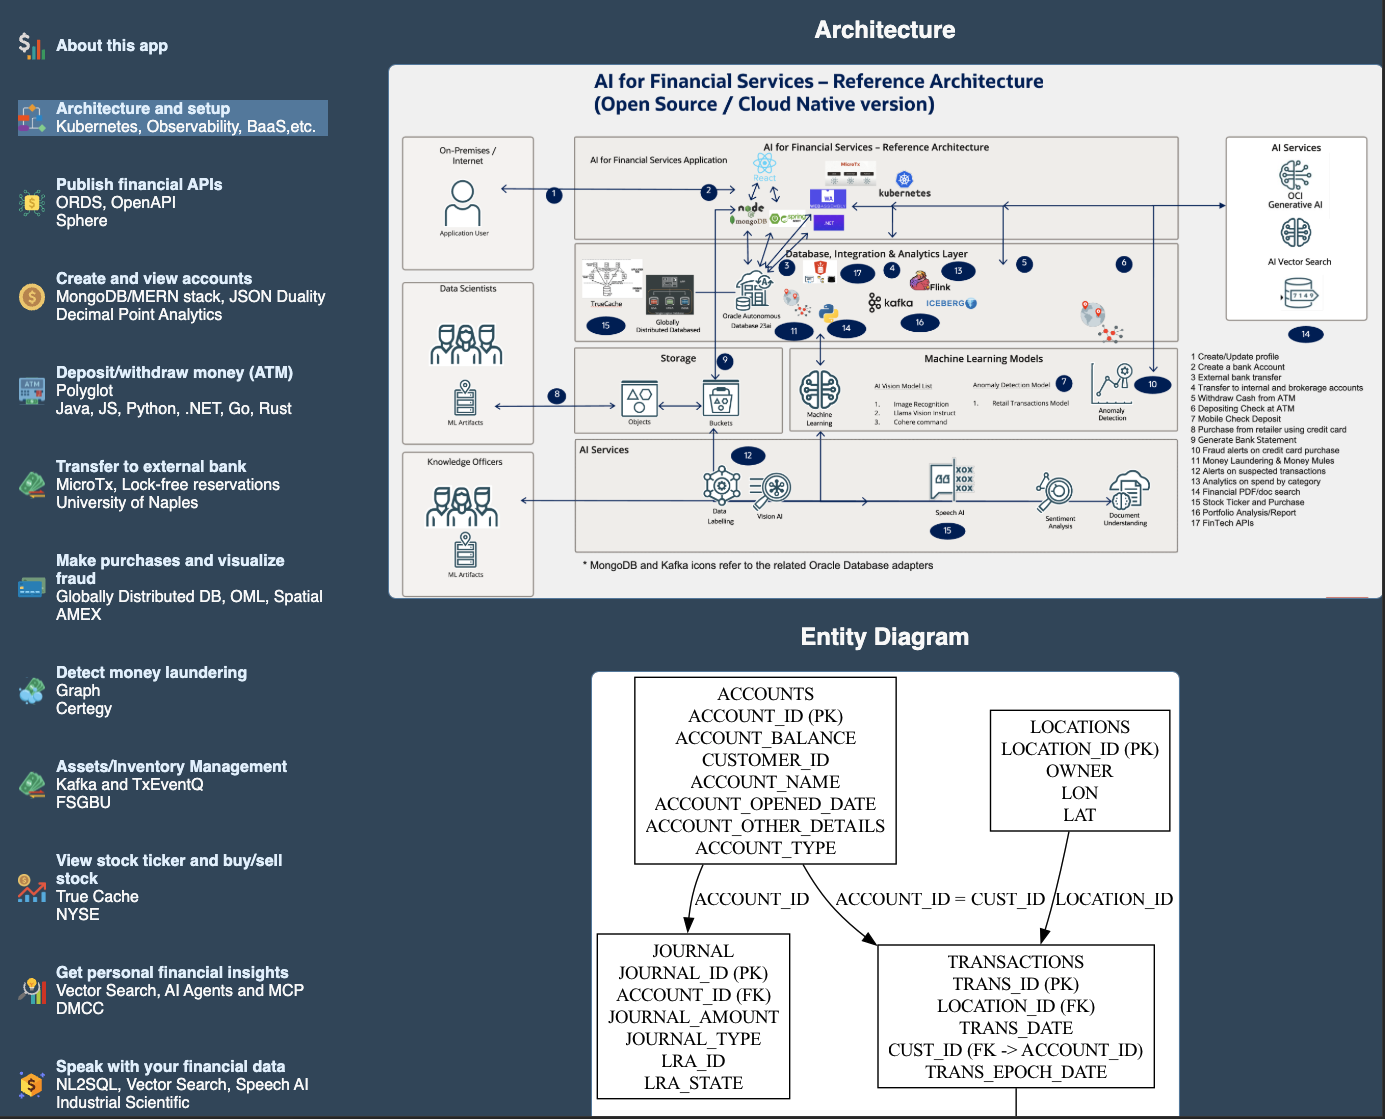 About this app
Architecture and setup
Kubernetes, Observability, BaaS,etc.
Publish financial APIs
ORDS, OpenAPI
Sphere
Create and view accounts
MongoDB/MERN stack, JSON Duality
Decimal Point Analytics
Deposit/withdraw money (ATM)
Polyglot
Java, JS, Python, .NET, Go, Rust
Transfer to external bank
MicroTx, Lock-free reservations
University of Naples
Make purchases and visualize
fraud
Globally Distributed DB, OML, Spatial
AMEX
Detect money laundering
Graph
Certegy
Assets/Inventory Management
Kafka and TxEventQ
FSGBU
View stock ticker and buy/sell
stock
True Cache
NYSE
Get personal financial insights
Vector Search, AI Agents and MCP
DMCC
Speak with your financial data
NL2SQL, Vector Search, Speech AI
Industrial Scientific
Architecture
AI for Financial Services – Reference Architecture
(Open Source / Cloud Native version)
On-Premises /
Internet
Application User
Data Scientists
ML Artifacts
Knowledge Officers
ML Artifacts
AI for Financial Services – Reference Architecture
AI for Financial Services Application
React
MicroTx
kubernetes
node
mongoDB
spring
WA
.NET
1
2
Database, Integration & Analytics Layer
TrueCache
15
Globally
Distributed Databased
Oracle Autonomous
Database 23ai
3
17
4
13
5
6
Flink
kafka
ICEBERG
11
14
16
Storage
9
8
Objects
Buckets
Machine Learning Models
Machine
Learning
AI Vision Model List
1. Image Recognition
2. Llama Vision Instruct
3. Cohere command
Anomaly Detection Model
7
1. Retail Transactions Model
10
Anomaly
Detection
AI Services
12
Data
Labelling
Vision AI
XOX
XOX
XOX
Speech AI
15
Sentiment
Analysis
Document
Understanding
* MongoDB and Kafka icons refer to the related Oracle Database adapters
AI Services
OCI
Generative AI
AI Vector Search
7149
14
1 Create/Update profile
2 Create a bank Account
3 External bank transfer
4 Transfer to internal and brokerage accounts
5 Withdraw Cash from ATM
6 Depositing Check at ATM
7 Mobile Check Deposit
8 Purchase from retailer using credit card
9 Generate Bank Statement
10 Fraud alerts on credit card purchase
11 Money Laundering & Money Mules
12 Alerts on suspected transactions
13 Analytics on spend by category
14 Financial PDF/doc search
15 Stock Ticker and Purchase
16 Portfolio Analysis/Report
17 FinTech APIs
Entity Diagram
ACCOUNTS
ACCOUNT_ID (PK)
ACCOUNT_BALANCE
CUSTOMER_ID
ACCOUNT_NAME
ACCOUNT_OPENED_DATE
ACCOUNT_OTHER_DETAILS
ACCOUNT_TYPE
LOCATIONS
LOCATION_ID (PK)
OWNER
LON
LAT
ACCOUNT_ID
ACCOUNT_ID = CUST_ID
LOCATION_ID
JOURNAL
JOURNAL_ID (PK)
ACCOUNT_ID (FK)
JOURNAL_AMOUNT
JOURNAL_TYPE
LRA_ID
LRA_STATE
TRANSACTIONS
TRANS_ID (PK)
LOCATION_ID (FK)
TRANS_DATE
CUST_ID (FK -> ACCOUNT_ID)
TRANS_EPOCH_DATE